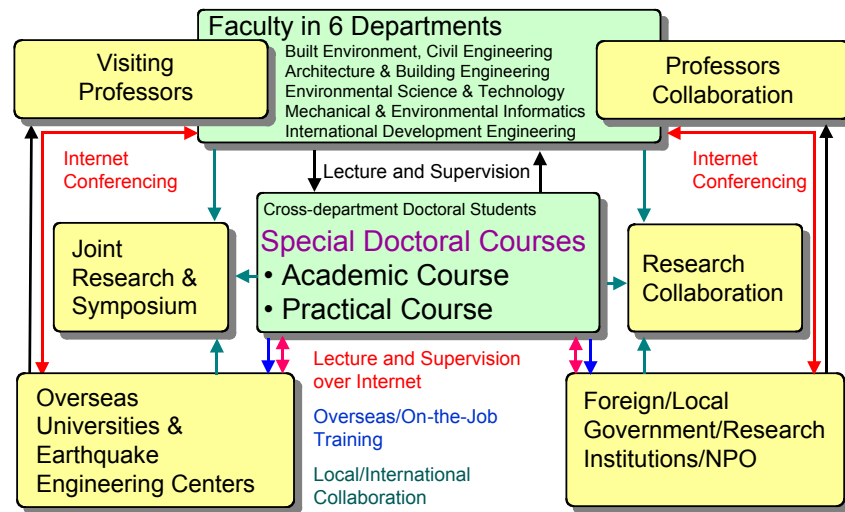 Faculty in 6 Departments
Built Environment, Civil Engineering
Architecture & Building Engineering
Environmental Science & Technology
Mechanical & Environmental Informatics
International Development Engineering
Visiting
Professors
Professors
Collaboration
Internet
Conferencing
Lecture and Supervision
Internet
Conferencing
Cross-department Doctoral Students
Special Doctoral Courses
• Academic Course
• Practical Course
Joint
Research &
Symposium
Research
Collaboration
Lecture and Supervision
over Internet
Overseas/On-the-Job
Training
Local/International
Collaboration
Overseas
Universities &
Earthquake
Engineering Centers
Foreign/Local
Government/Research
Institutions/NPO